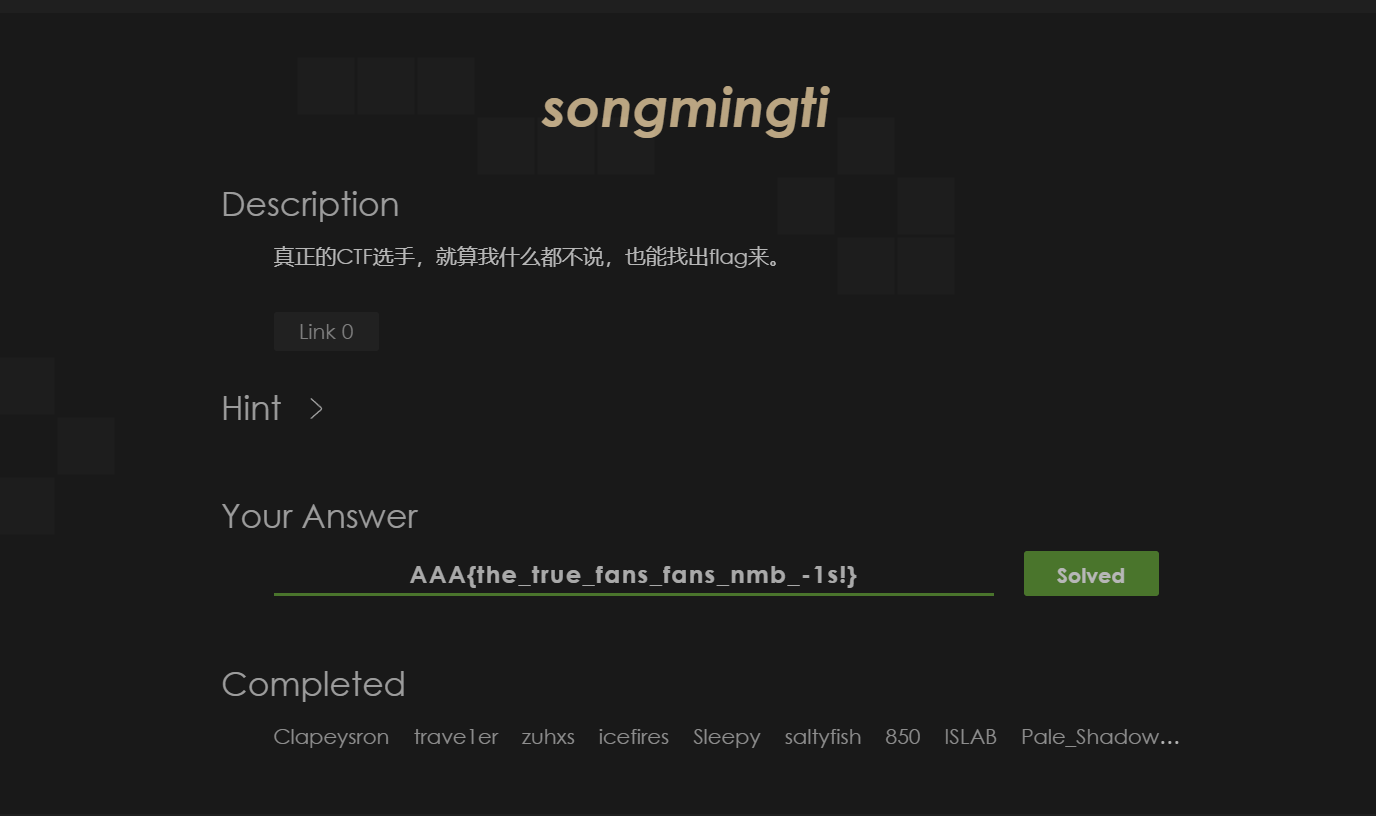 songmingti
Description
真正的CTF选手，就算我什么都不说，也能找出flag来。
Link 0
Hint >
Your Answer
AAA{the_true_fans_fans_nmb_-1s!} Solved
Completed
Clapeysron trave1er zuhxs icefires Sleepy saltyfish 850 ISLAB Pale_Shadow...